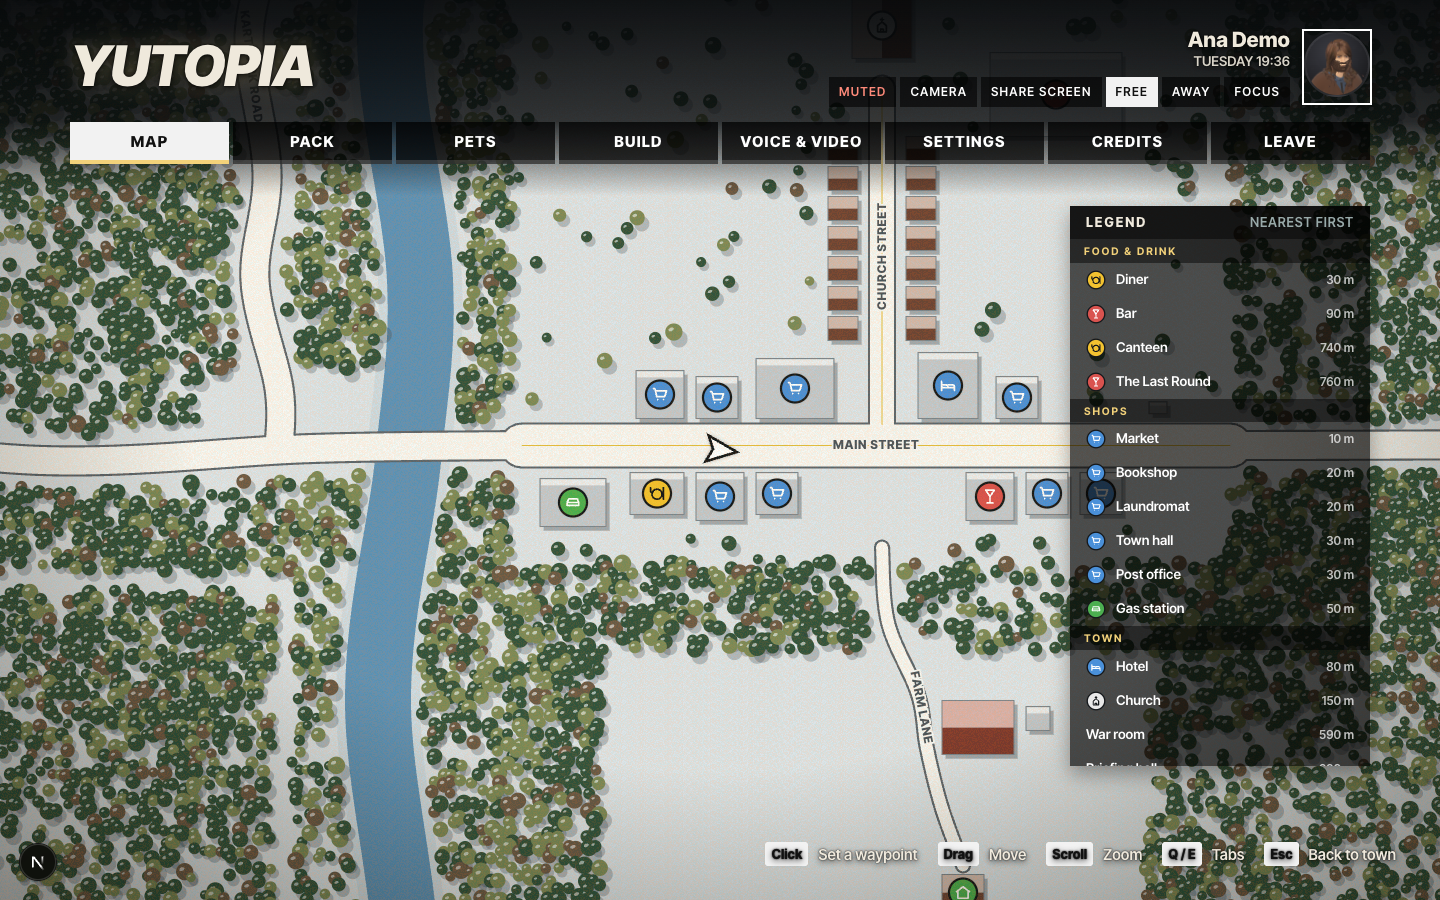 YUTOPIA
Ana Demo
TUESDAY 19:36
MUTED
CAMERA
SHARE SCREEN
FREE
AWAY
FOCUS
MAP
PACK
PETS
BUILD
VOICE & VIDEO
SETTINGS
CREDITS
LEAVE
CHURCH STREET
MAIN STREET
FARM LANE
LEGEND NEAREST FIRST
FOOD & DRINK
Diner 30 m
Bar 90 m
Canteen 740 m
The Last Round 760 m
SHOPS
Market 10 m
Bookshop 20 m
Laundromat 20 m
Town hall 30 m
Post office 30 m
Gas station 50 m
TOWN
Hotel 80 m
Church 150 m
War room 590 m
Click Set a waypoint Drag Move Scroll Zoom Q / E Tabs Esc Back to town
N